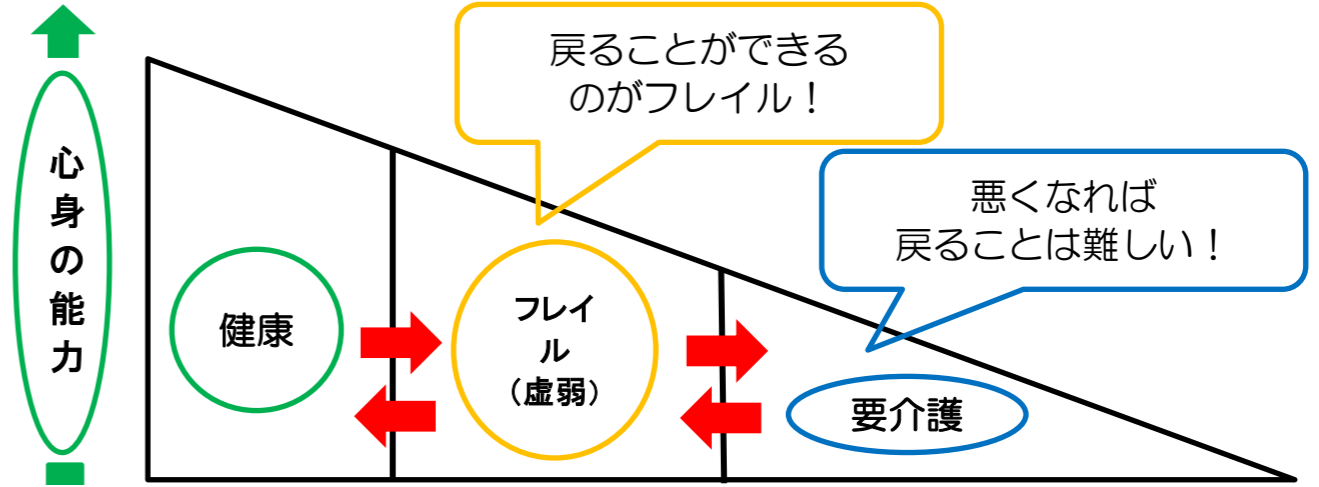 心身の能力
戻ることができる
のがフレイル！
悪くなれば
戻ることは難しい！
健康
フレイ
ル
（虚弱）
要介護